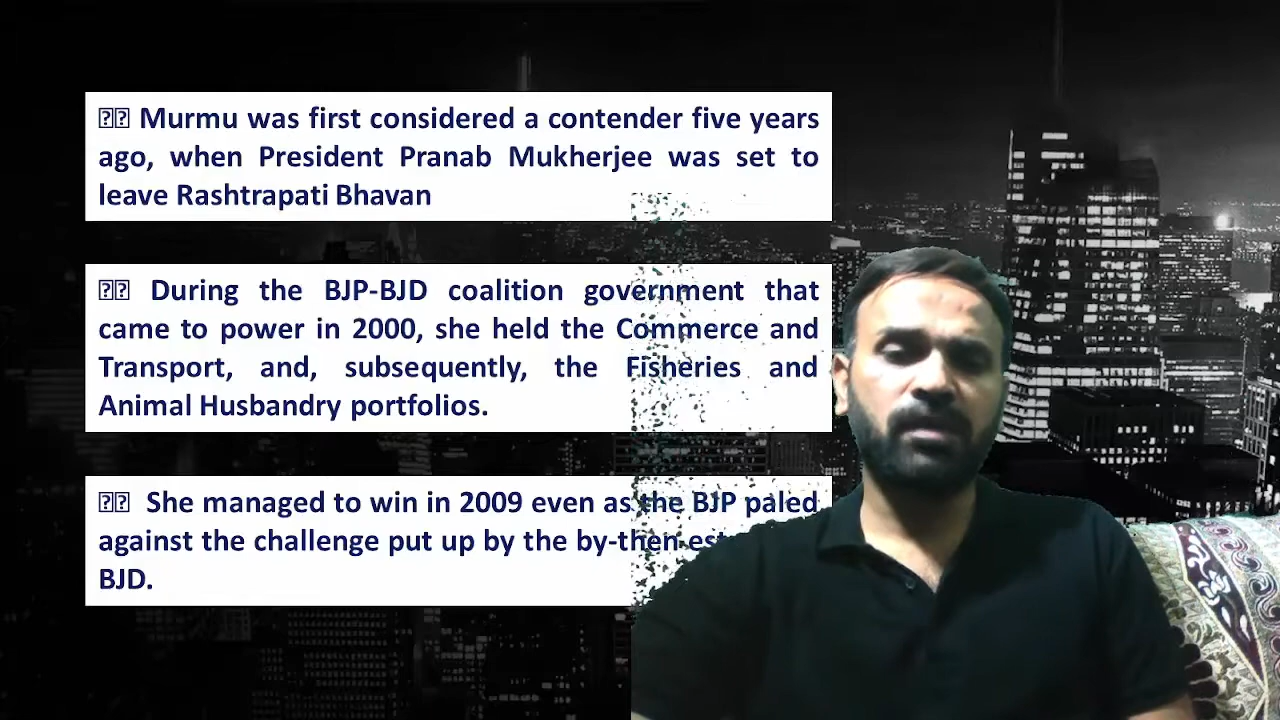 Murmu was first considered a contender five years
ago, when President Pranab Mukherjee was set to
leave Rashtrapati Bhavan
During the BJP-BJD coalition government that
came to power in 2000, she held the Commerce and
Transport, and, subsequently, the Fisheries and
Animal Husbandry portfolios.
She managed to win in 2009 even as the BJP paled
against the challenge put up by the by-then
BJD.